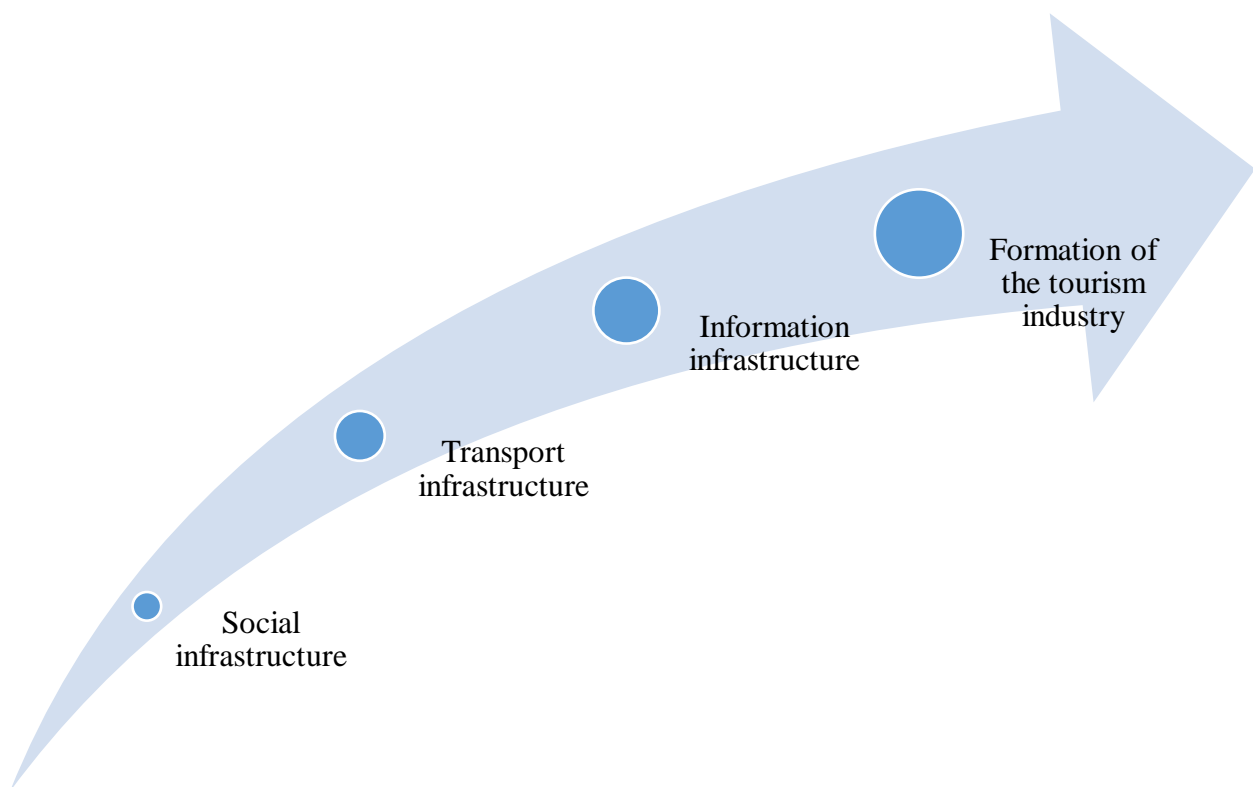 Formation of
the tourism
industry
Information
infrastructure
Transport
infrastructure
Social
infrastructure